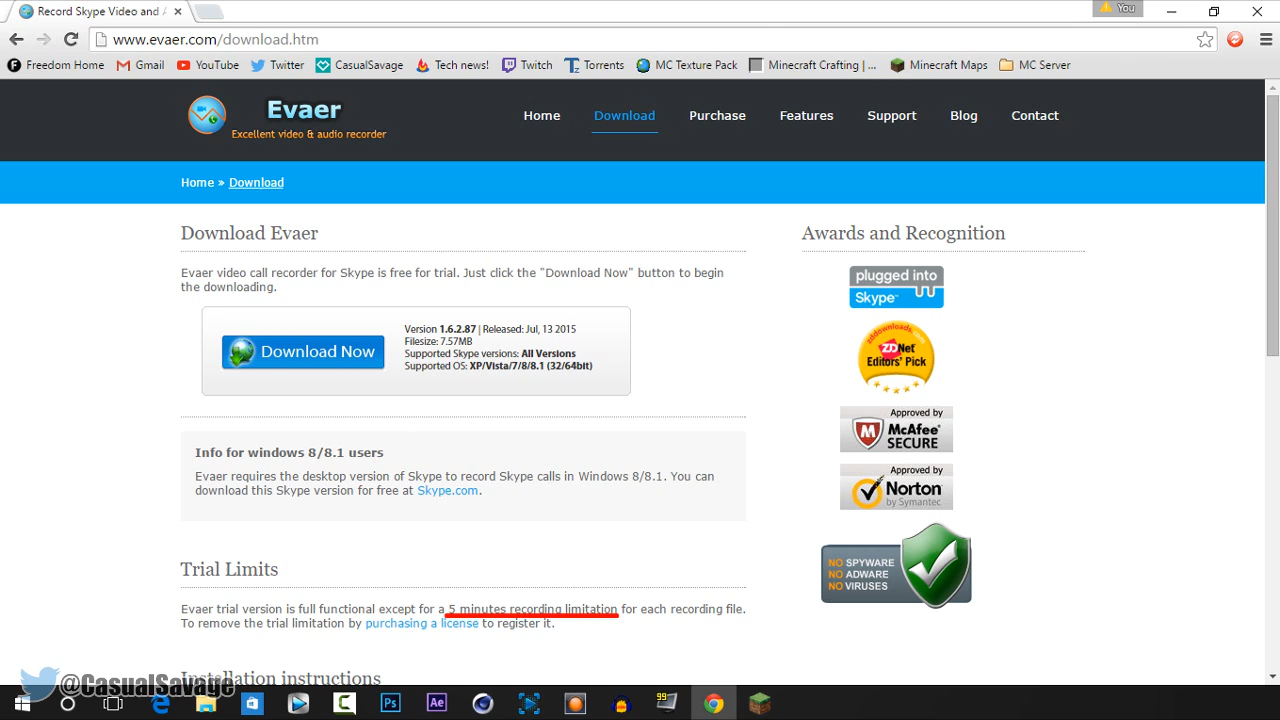 Record Skype Video and A
You
www.evaer.com/download.htm
Freedom Home
Gmail
YouTube
Twitter
CasualSavage
Tech news!
Twitch
Torrents
MC Texture Pack
Minecraft Crafting | ...
Minecraft Maps
MC Server
Evaer
Excellent video & audio recorder
Home
Download
Purchase
Features
Support
Blog
Contact
Home » Download
Download Evaer
Evaer video call recorder for Skype is free for trial. Just click the "Download Now" button to begin
the downloading.
Download Now
Version 1.6.2.87 | Released: Jul, 13 2015
Filesize: 7.57MB
Supported Skype versions: All Versions
Supported OS: XP/Vista/7/8/8.1 (32/64bit)
Info for windows 8/8.1 users
Evaer requires the desktop version of Skype to record Skype calls in Windows 8/8.1. You can
download this Skype version for free at Skype.com.
Trial Limits
Evaer trial version is full functional except for a 5 minutes recording limitation for each recording file.
To remove the trial limitation by purchasing a license to register it.
Installation instructions
Awards and Recognition
plugged into
Skype™
zddownloads.
ZDNet
Editors' Pick
Approved by
McAfee
SECURE
Approved by
Norton
by Symantec
NO SPYWARE
NO ADWARE
NO VIRUSES
@CasualSavage
Ps
Ae
99